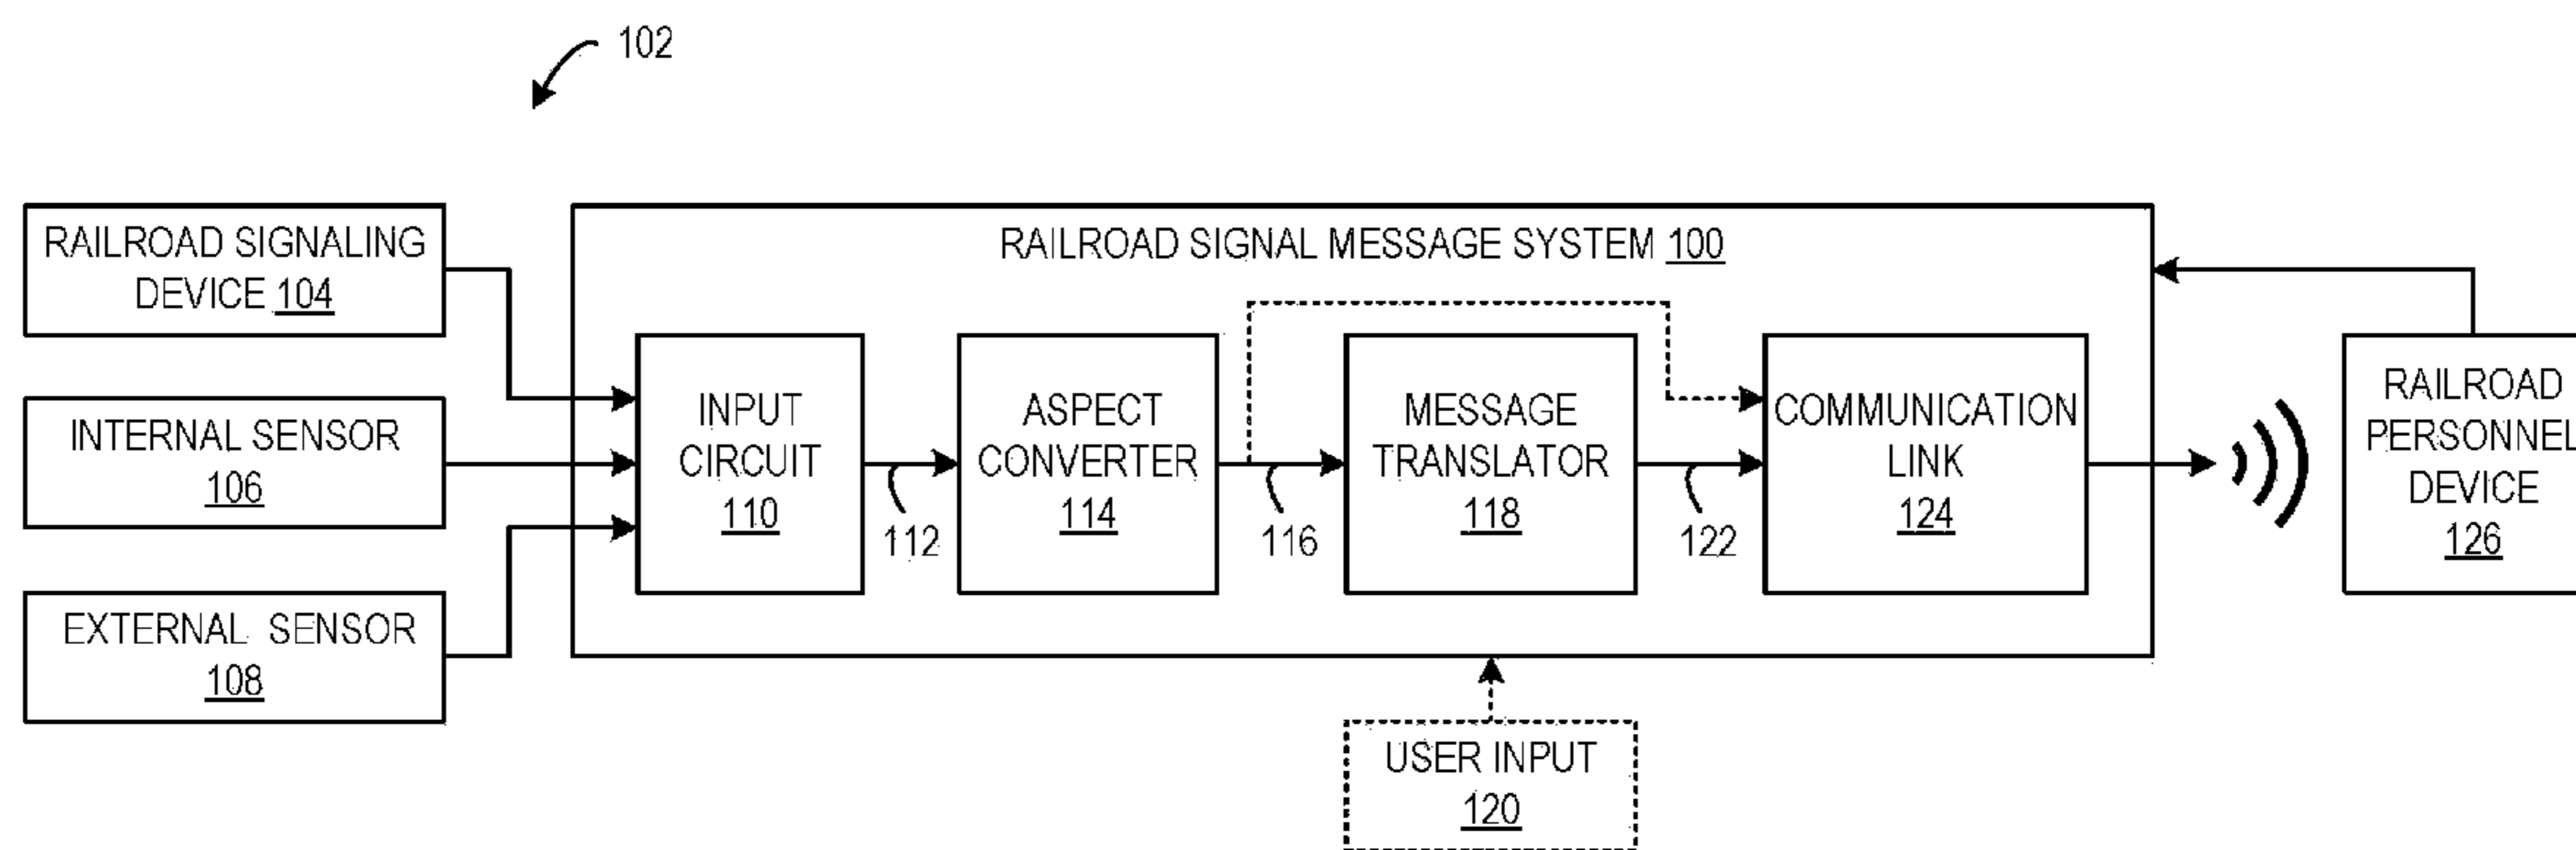 102
RAILROAD SIGNALING
DEVICE 104
INTERNAL SENSOR
106
EXTERNAL SENSOR
108
RAILROAD SIGNAL MESSAGE SYSTEM 100
INPUT
CIRCUIT
110
112
ASPECT
CONVERTER
114
116
MESSAGE
TRANSLATOR
118
122
COMMUNICATION
LINK
124
USER INPUT
120
RAILROAD
PERSONNEL
DEVICE
126